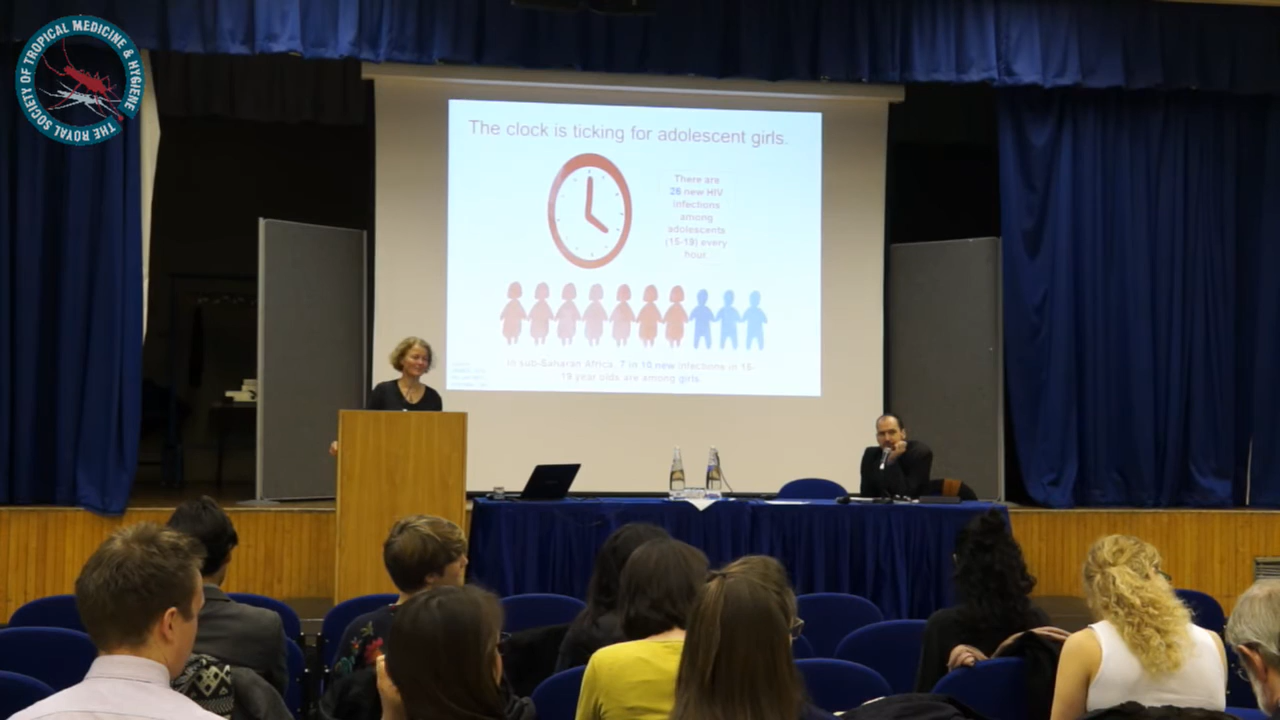 THE ROYAL SOCIETY OF TROPICAL MEDICINE & HYGIENE
The clock is ticking for adolescent girls.
There are
26 new HIV
infections
among
adolescents
(15-19) every
hour
In sub-Saharan Africa, 7 in 10 new infections in 15-
19 year olds are among girls.